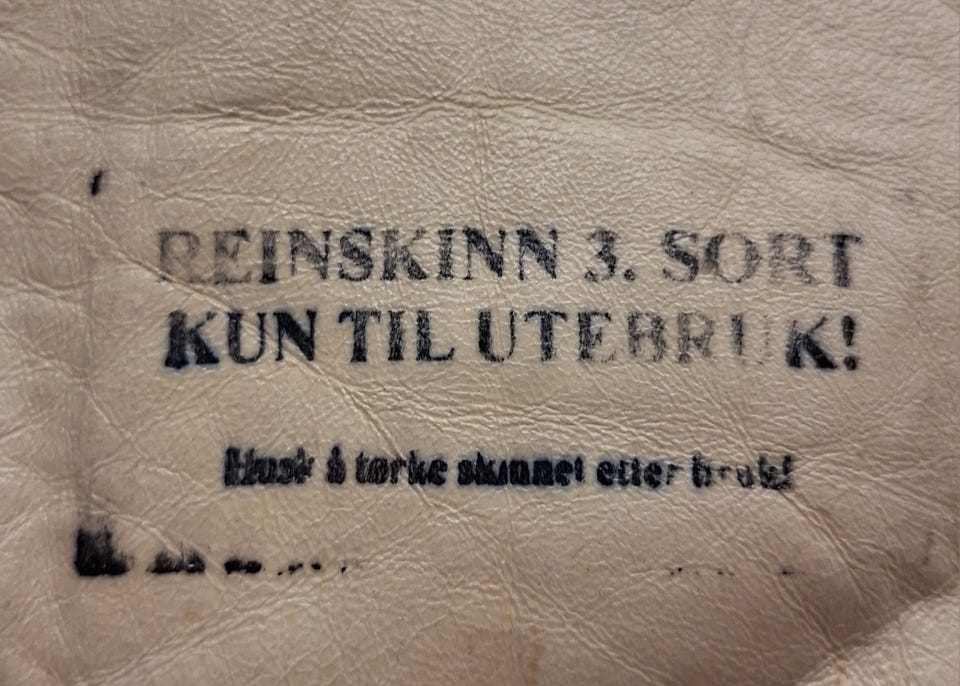 REINSKINN 3. SORT
KUN TIL UTEBRUK!
Husk å tørke skinnet etter bruk!